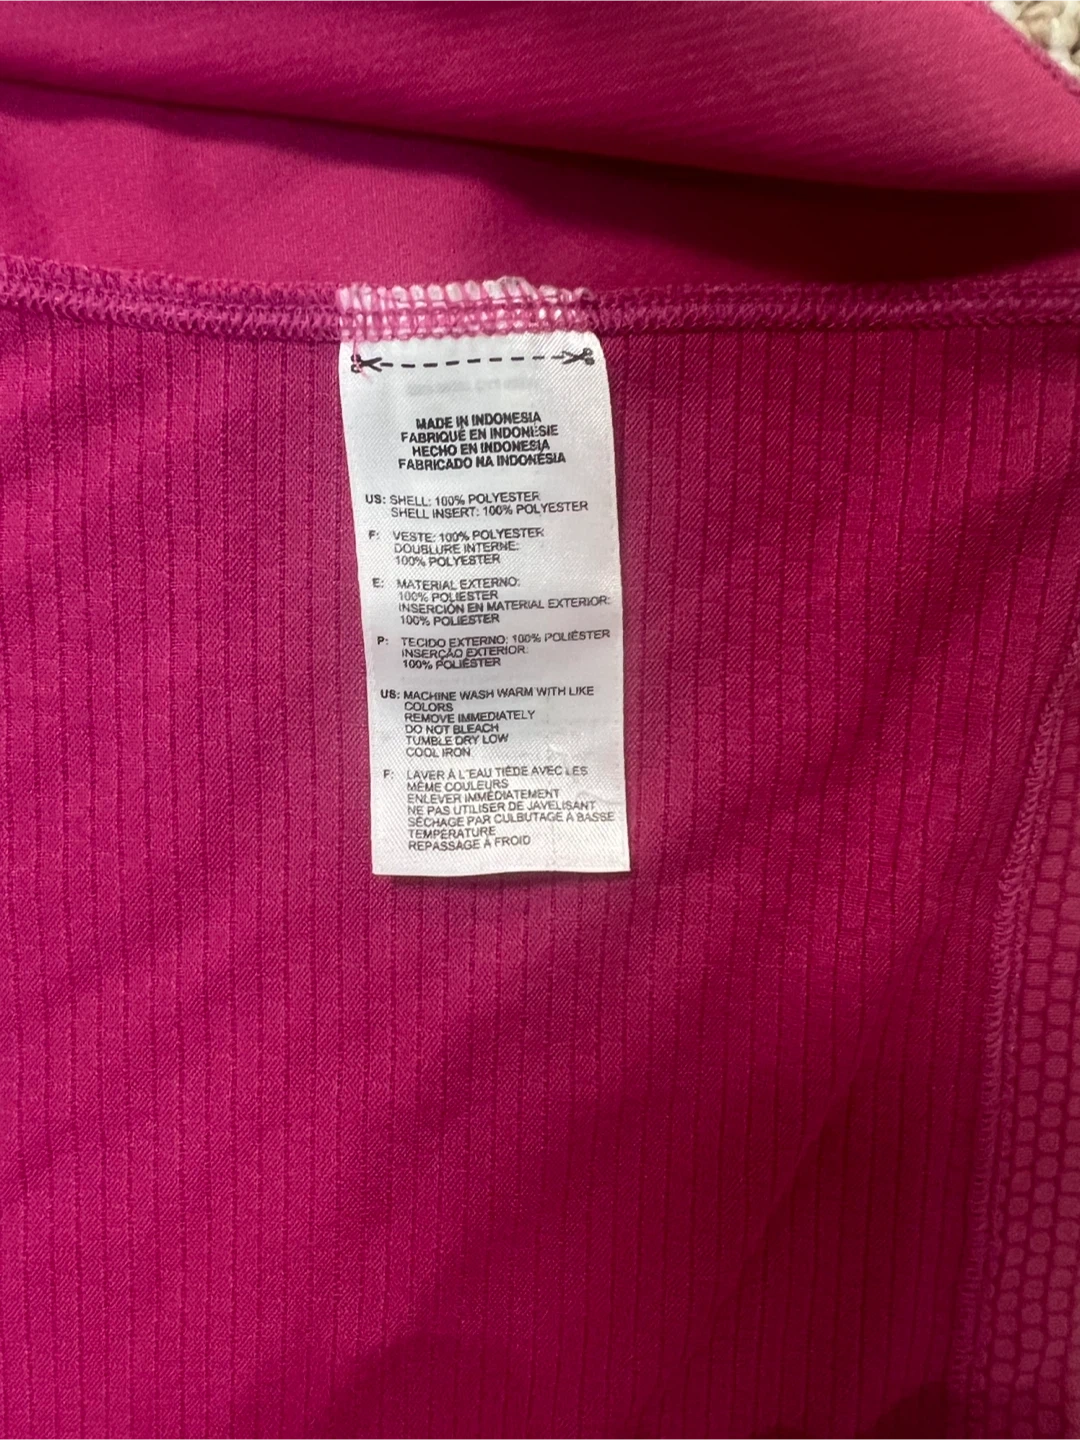 MADE IN INDONESIA
FABRIQUÉ EN INDONÉSIE
HECHO EN INDONESIA
FABRICADO NA INDONÉSIA
US: SHELL: 100% POLYESTER
SHELL INSERT: 100% POLYESTER
F: VESTE: 100% POLYESTER
DOUBLURE INTERNE:
100% POLYESTER
E: MATERIAL EXTERNO:
100% POLIESTER
INSERCIÓN EN MATERIAL EXTERIOR:
100% POLIESTER
P: TECIDO EXTERNO: 100% POLIÉSTER
INSERÇÃO EXTERIOR:
100% POLIÉSTER
US: MACHINE WASH WARM WITH LIKE
COLORS
REMOVE IMMEDIATELY
DO NOT BLEACH
TUMBLE DRY LOW
COOL IRON
F: LAVER À L'EAU TIÈDE AVEC LES
MÊME COULEURS
ENLEVER IMMÉDIATEMENT
NE PAS UTILISER DE JAVELISANT
SÉCHAGE PAR CULBUTAGE À BASSE
TEMPÉRATURE
REPASSAGE À FROID